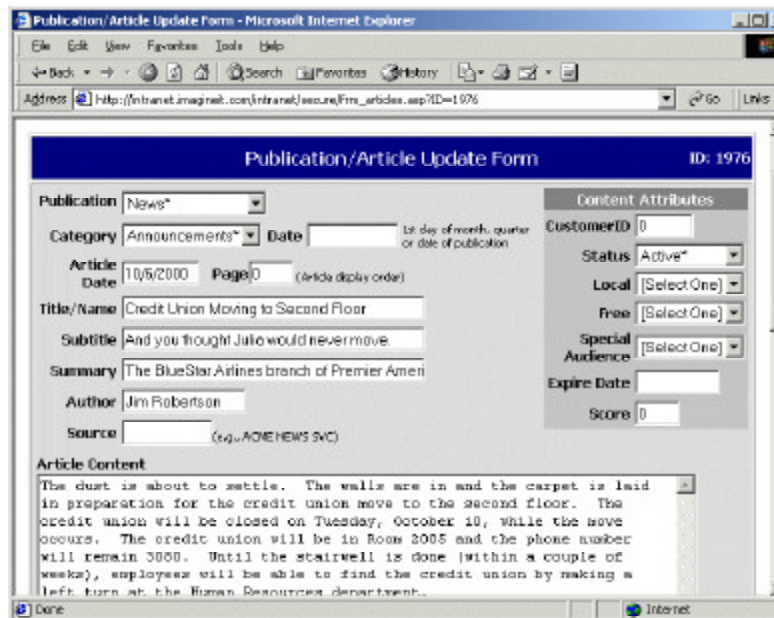 Publication/Article Update Form - Microsoft Internet Explorer
File Edit View Favorites Tools Help
Back Search Favorites History
Address http://intranet.imagineit.com/intranet/secure/frm_articles.asp?ID=1976 Go Links
Publication/Article Update Form ID: 1976
Publication News*
Category Announcements* Date 1st day of month, quarter
or date of publication
Article
Date 10/6/2000 Page 0 (Article display order)
Title/Name Credit Union Moving to Second Floor
Subtitle And you thought Julie would never move.
Summary The BlueStar Airlines branch of Premier Ameri
Author Jim Robertson
Source (e.g., ACME NEWS SVC)
Content Attributes
CustomerID 0
Status Active*
Local [Select One]
Free [Select One]
Special
Audience [Select One]
Expire Date
Score 0
Article Content
The dust is about to settle. The walls are in and the carpet is laid
in preparation for the credit union move to the second floor. The
credit union will be closed on Tuesday, October 10, while the move
occurs. The credit union will be in Room 2005 and the phone number
will remain 3080. Until the stairwell is done (within a couple of
weeks), employees will be able to find the credit union by making a
left turn at the Human Resources department.
Done Internet